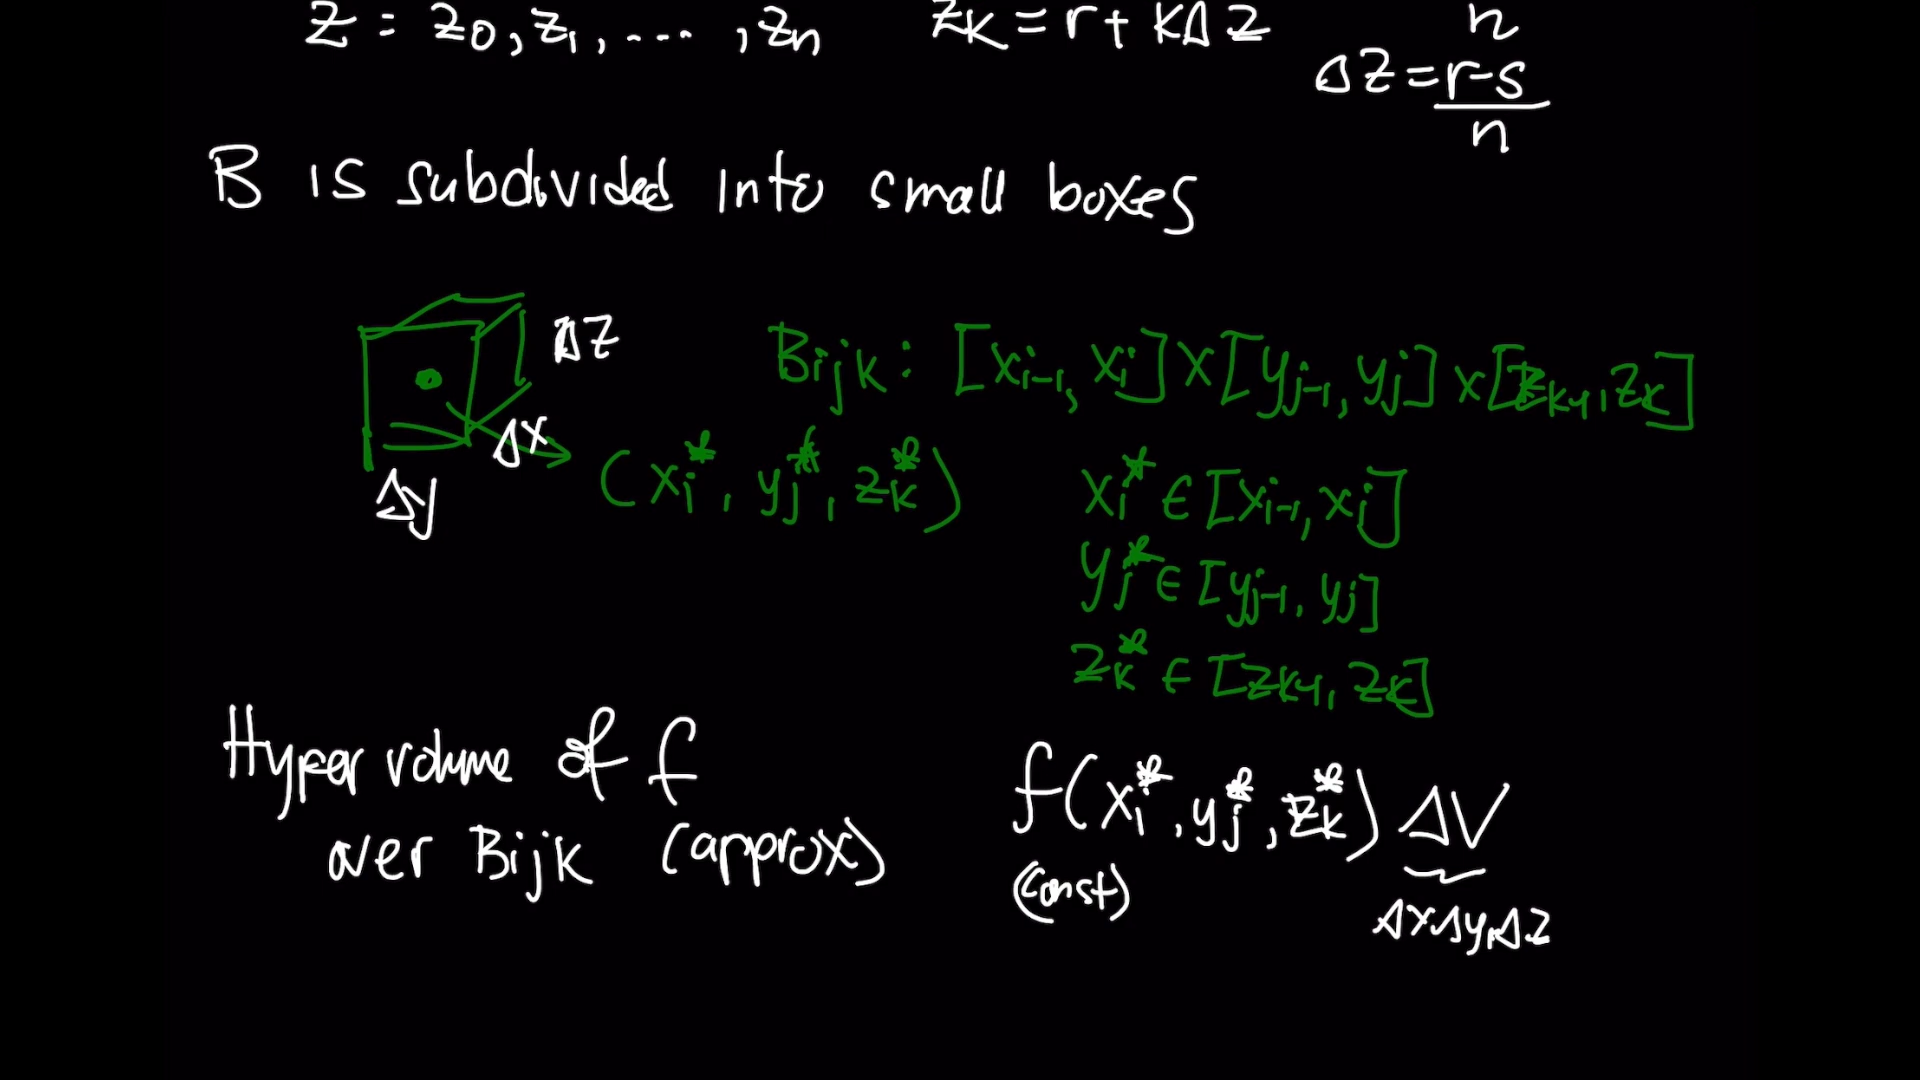 z = z₀, z₁, ... , zₙ   zₖ = r + kΔz   n
Δz = r-s
n
B is subdivided into small boxes
Δz
Bijk : [xᵢ₋₁, xᵢ] × [yⱼ₋₁, yⱼ] × [zₖ₋₁, zₖ]
Δx
Δy
(xᵢ*, yⱼ*, zₖ*)
xᵢ* ∈ [xᵢ₋₁, xᵢ]
yⱼ* ∈ [yⱼ₋₁, yⱼ]
zₖ* ∈ [zₖ₋₁, zₖ]
Hyper volume of f
over Bijk (approx)
f(xᵢ*, yⱼ*, zₖ*) ΔV
(const)
ΔxΔyΔz